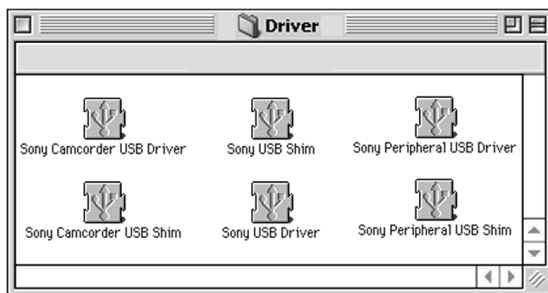 Driver
Sony Camcorder USB Driver
Sony USB Shim
Sony Peripheral USB Driver
Sony Camcorder USB Shim
Sony USB Driver
Sony Peripheral USB Shim